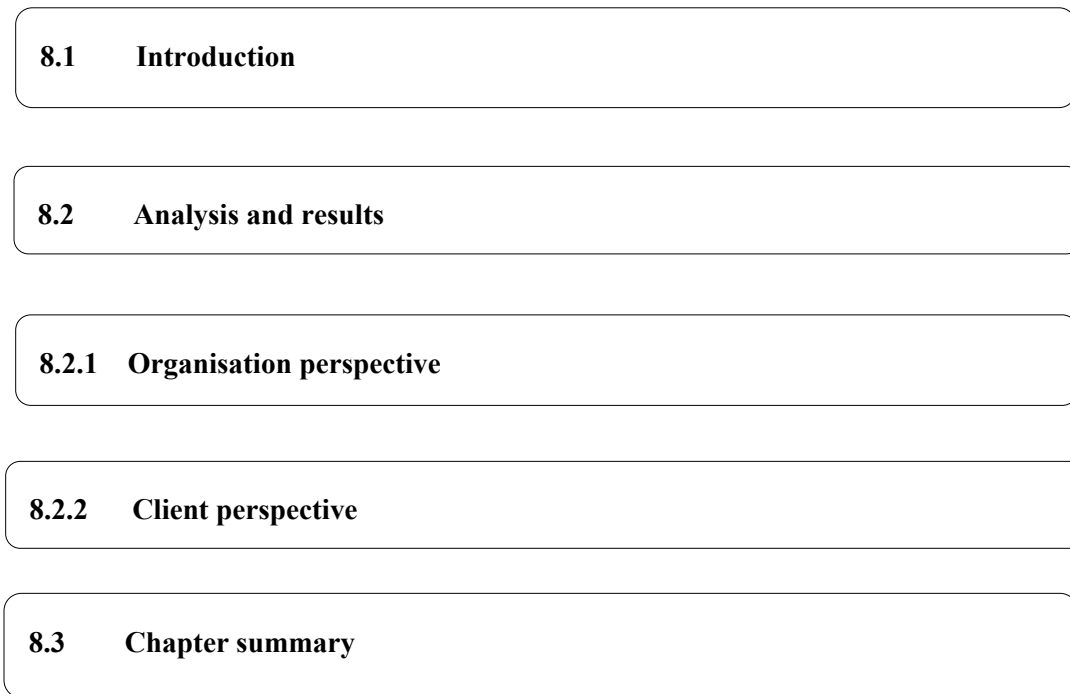 8.1 Introduction
8.2 Analysis and results
8.2.1 Organisation perspective
8.2.2 Client perspective
8.3 Chapter summary